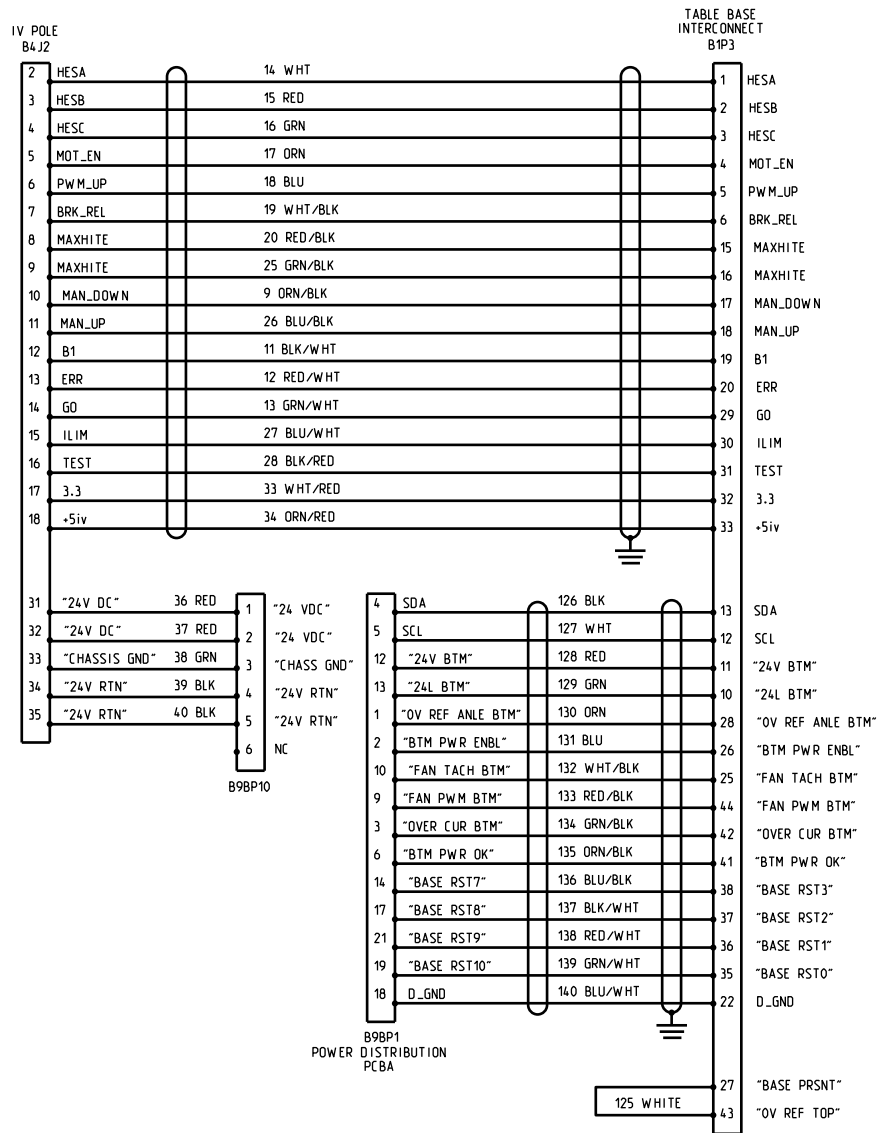 IV POLE
B4J2
TABLE BASE
INTERCONNECT
B1P3
2 HESA 14 WHT 1 HESA
3 HESB 15 RED 2 HESB
4 HESC 16 GRN 3 HESC
5 MOT_EN 17 ORN 4 MOT_EN
6 PWM_UP 18 BLU 5 PWM_UP
7 BRK_REL 19 WHT/BLK 6 BRK_REL
8 MAXHITE 20 RED/BLK 15 MAXHITE
9 MAXHITE 25 GRN/BLK 16 MAXHITE
10 MAN_DOWN 9 ORN/BLK 17 MAN_DOWN
11 MAN_UP 26 BLU/BLK 18 MAN_UP
12 B1 11 BLK/WHT 19 B1
13 ERR 12 RED/WHT 20 ERR
14 GO 13 GRN/WHT 29 GO
15 ILIM 27 BLU/WHT 30 ILIM
16 TEST 28 BLK/RED 31 TEST
17 3.3 33 WHT/RED 32 3.3
18 +5iv 34 ORN/RED 33 +5iv
31 "24V DC" 36 RED 1 "24 VDC"
32 "24V DC" 37 RED 2 "24 VDC"
33 "CHASSIS GND" 38 GRN 3 "CHASS GND"
34 "24V RTN" 39 BLK 4 "24V RTN"
35 "24V RTN" 40 BLK 5 "24V RTN"
6 NC
B9BP10
4 SDA 126 BLK 13 SDA
5 SCL 127 WHT 12 SCL
12 "24V BTM" 128 RED 11 "24V BTM"
13 "24L BTM" 129 GRN 10 "24L BTM"
1 "0V REF ANLE BTM" 130 ORN 28 "0V REF ANLE BTM"
2 "BTM PWR ENBL" 131 BLU 26 "BTM PWR ENBL"
10 "FAN TACH BTM" 132 WHT/BLK 25 "FAN TACH BTM"
9 "FAN PWM BTM" 133 RED/BLK 44 "FAN PWM BTM"
3 "OVER CUR BTM" 134 GRN/BLK 42 "OVER CUR BTM"
6 "BTM PWR OK" 135 ORN/BLK 41 "BTM PWR OK"
14 "BASE RST7" 136 BLU/BLK 38 "BASE RST3"
17 "BASE RST8" 137 BLK/WHT 37 "BASE RST2"
21 "BASE RST9" 138 RED/WHT 36 "BASE RST1"
19 "BASE RST10" 139 GRN/WHT 35 "BASE RST0"
18 D_GND 140 BLU/WHT 22 D_GND
B9BP1
POWER DISTRIBUTION
PCBA
27 "BASE PRSNT"
125 WHITE
43 "0V REF TOP"